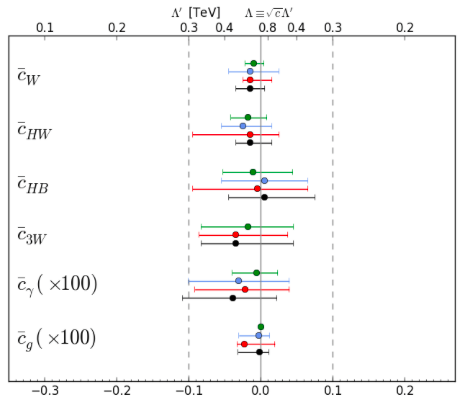 Λ′ [TeV] Λ≡√c̄Λ′
0.1 0.2 0.3 0.4 0.8 0.4 0.3 0.2
c̄_W
c̄_HW
c̄_HB
c̄_3W
c̄_γ(×100)
c̄_g(×100)
−0.3 −0.2 −0.1 0.0 0.1 0.2